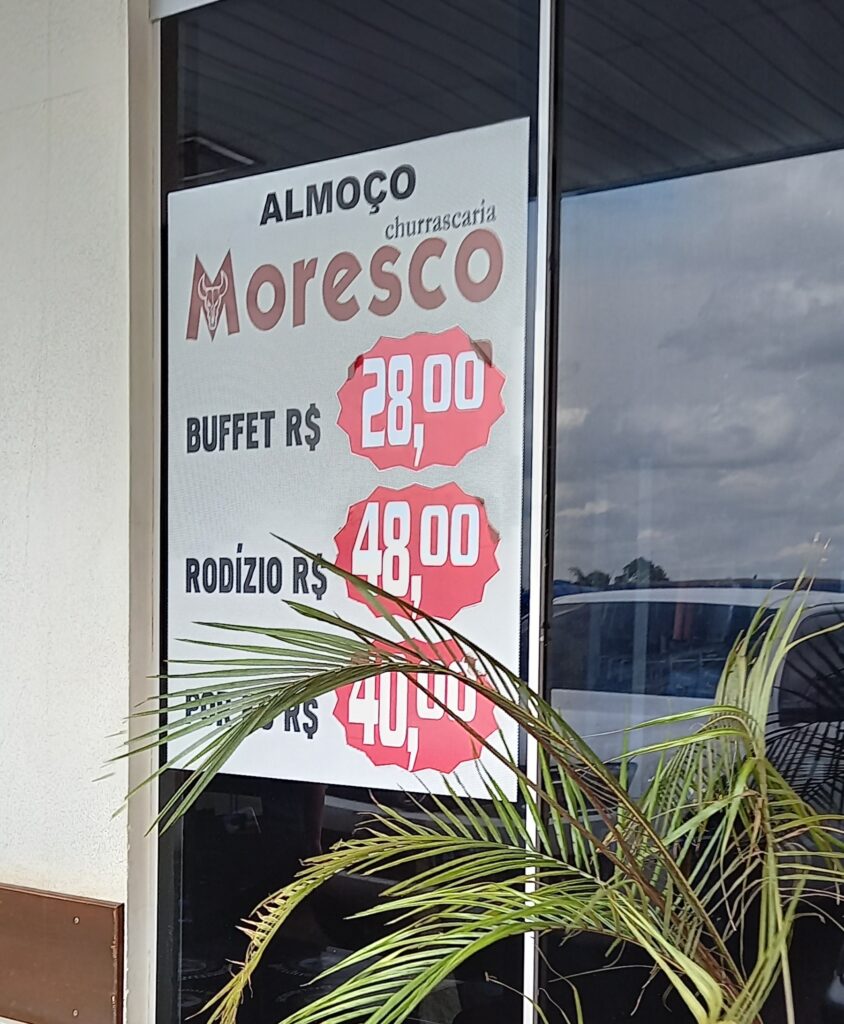 ALMOÇO
churrascaria
Moresco
BUFFET R$ 28,00
RODÍZIO R$ 48,00
R$ 40,00